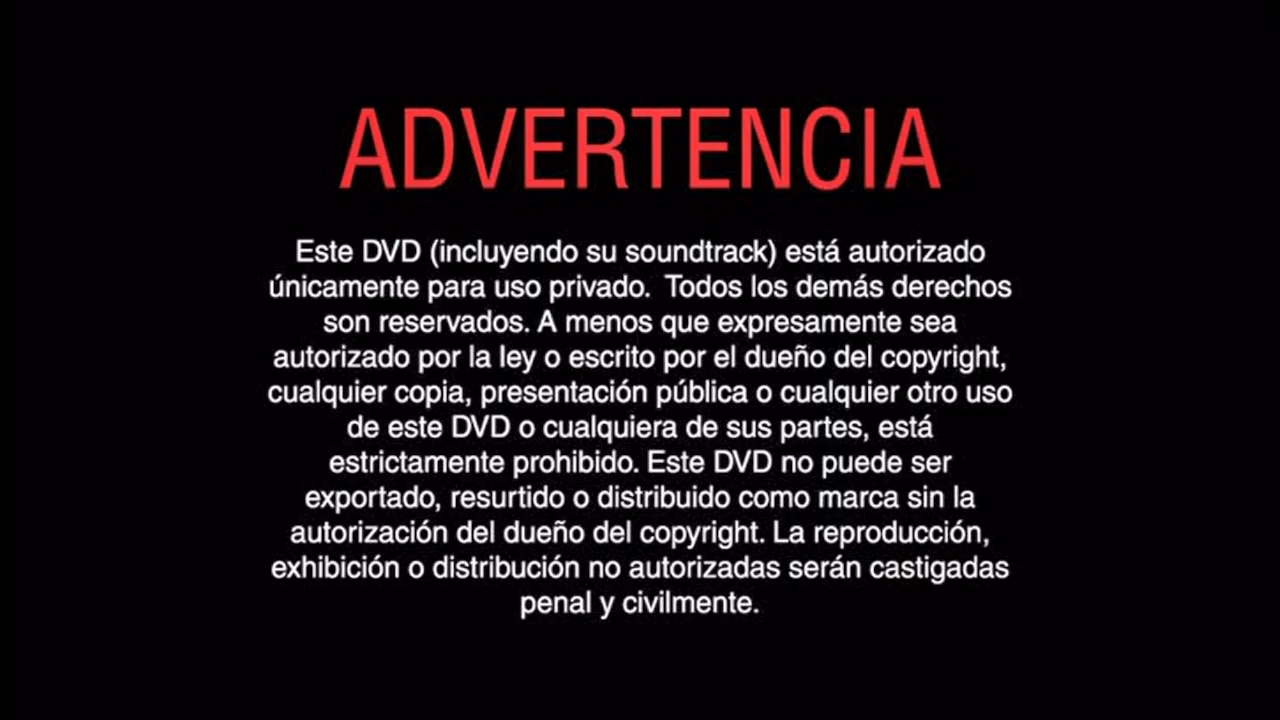 ADVERTENCIA
Este DVD (incluyendo su soundtrack) está autorizado
únicamente para uso privado.  Todos los demás derechos
son reservados. A menos que expresamente sea
autorizado por la ley o escrito por el dueño del copyright,
cualquier copia, presentación pública o cualquier otro uso
de este DVD o cualquiera de sus partes, está
estrictamente prohibido. Este DVD no puede ser
exportado, resurtido o distribuido como marca sin la
autorización del dueño del copyright. La reproducción,
exhibición o distribución no autorizadas serán castigadas
penal y civilmente.